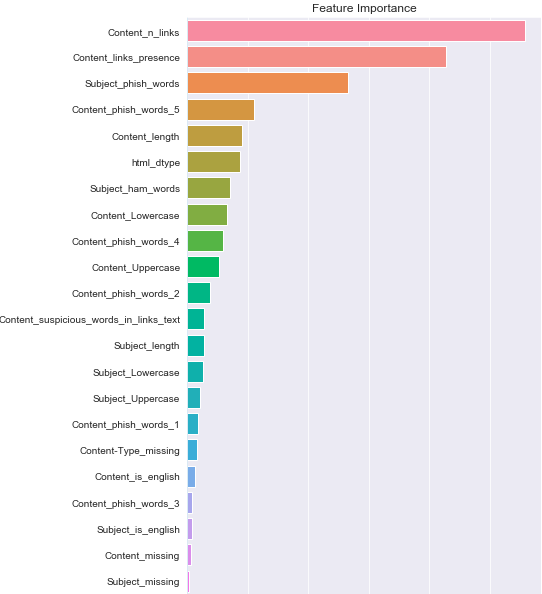 Feature Importance
Content_n_links
Content_links_presence
Subject_phish_words
Content_phish_words_5
Content_length
html_dtype
Subject_ham_words
Content_Lowercase
Content_phish_words_4
Content_Uppercase
Content_phish_words_2
Content_suspicious_words_in_links_text
Subject_length
Subject_Lowercase
Subject_Uppercase
Content_phish_words_1
Content-Type_missing
Content_is_english
Content_phish_words_3
Subject_is_english
Content_missing
Subject_missing